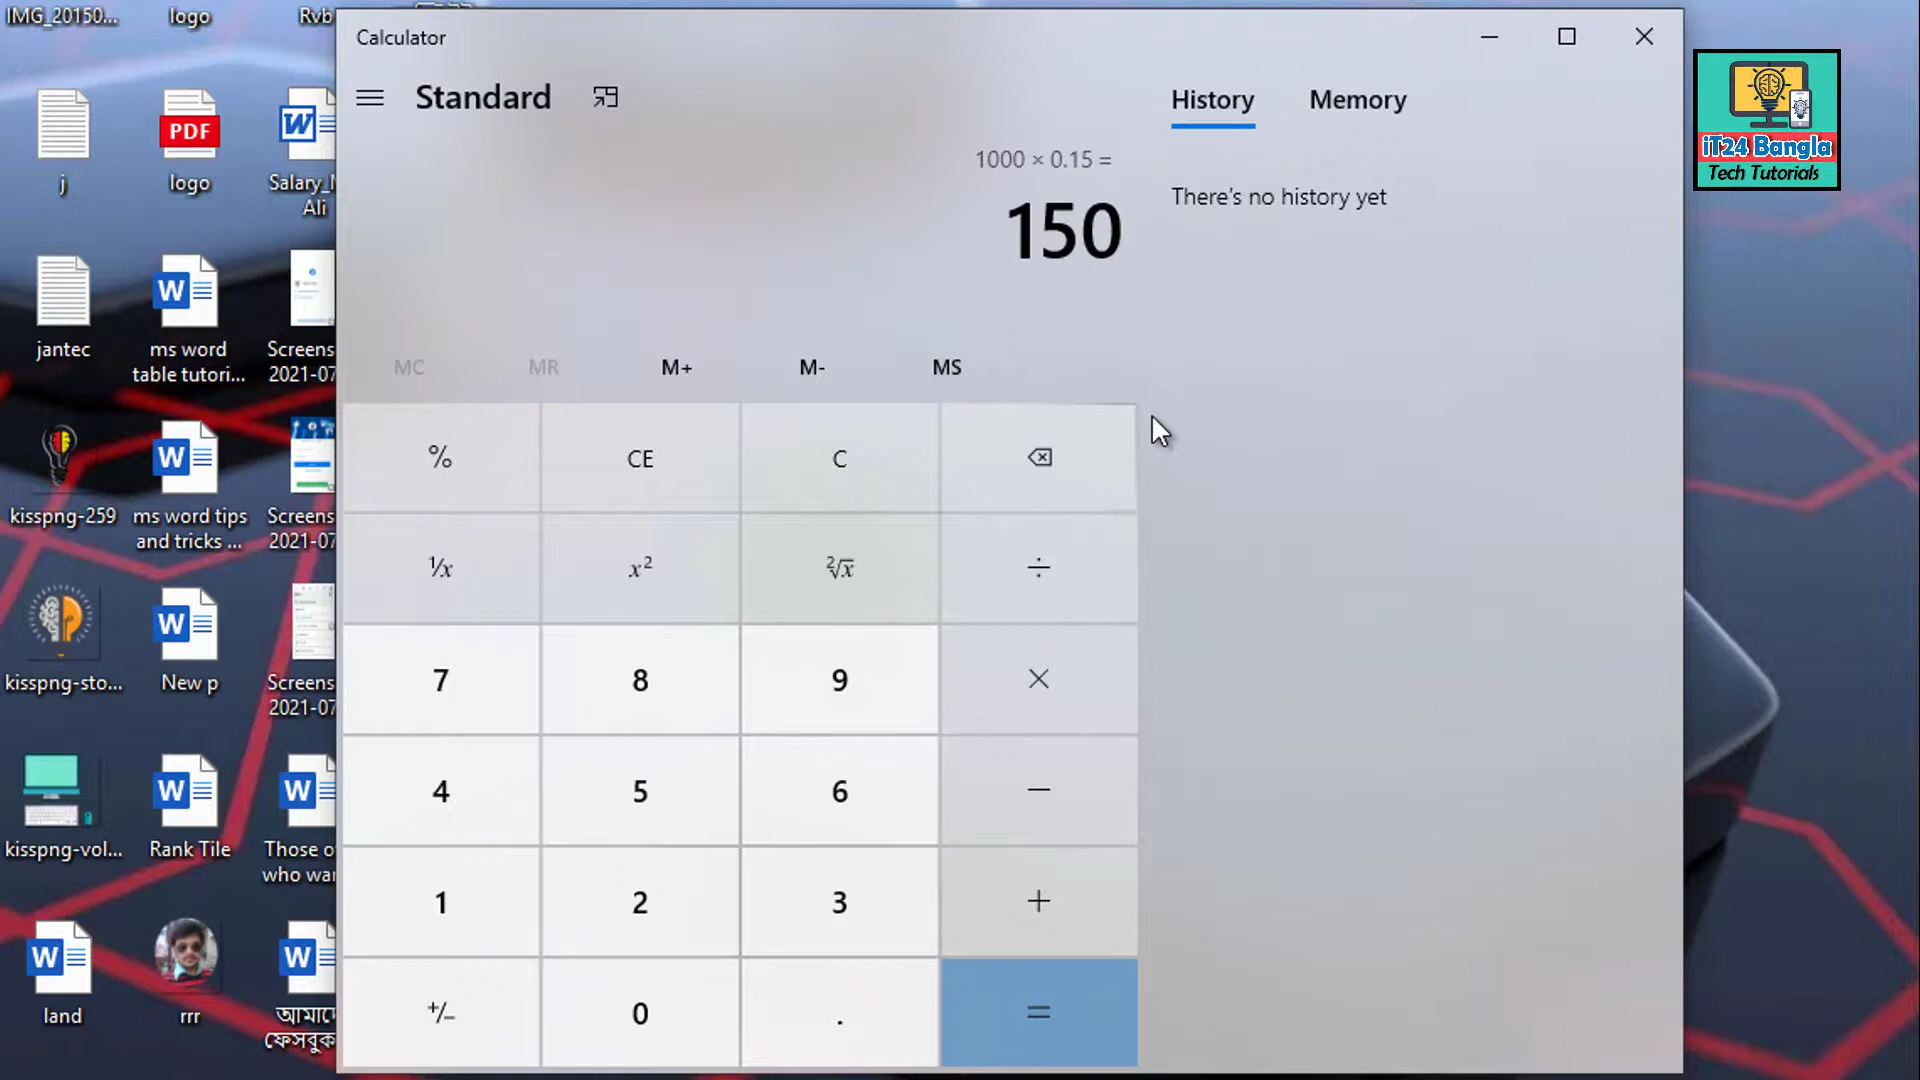 IMG_20150...
logo
Rvb
Calculator
Standard
History
Memory
1000 × 0.15 =
150
There's no history yet
iT24 Bangla
Tech Tutorials
PDF
W
j
logo
Salary_
Ali
MC
MR
M+
M-
MS
W
jantec
ms word
table tutori...
Screens
2021-07
%
CE
C
W
kisspng-259
ms word tips
and tricks ...
Screens
2021-07
¹/x
x²
²√x
÷
W
7
8
9
×
kisspng-sto...
New p
Screens
2021-07
W
W
4
5
6
−
kisspng-vol...
Rank Tile
Those o
who wa
1
2
3
+
W
W
land
rrr
আমাদে
ফেসবুক
+/−
0
.
=